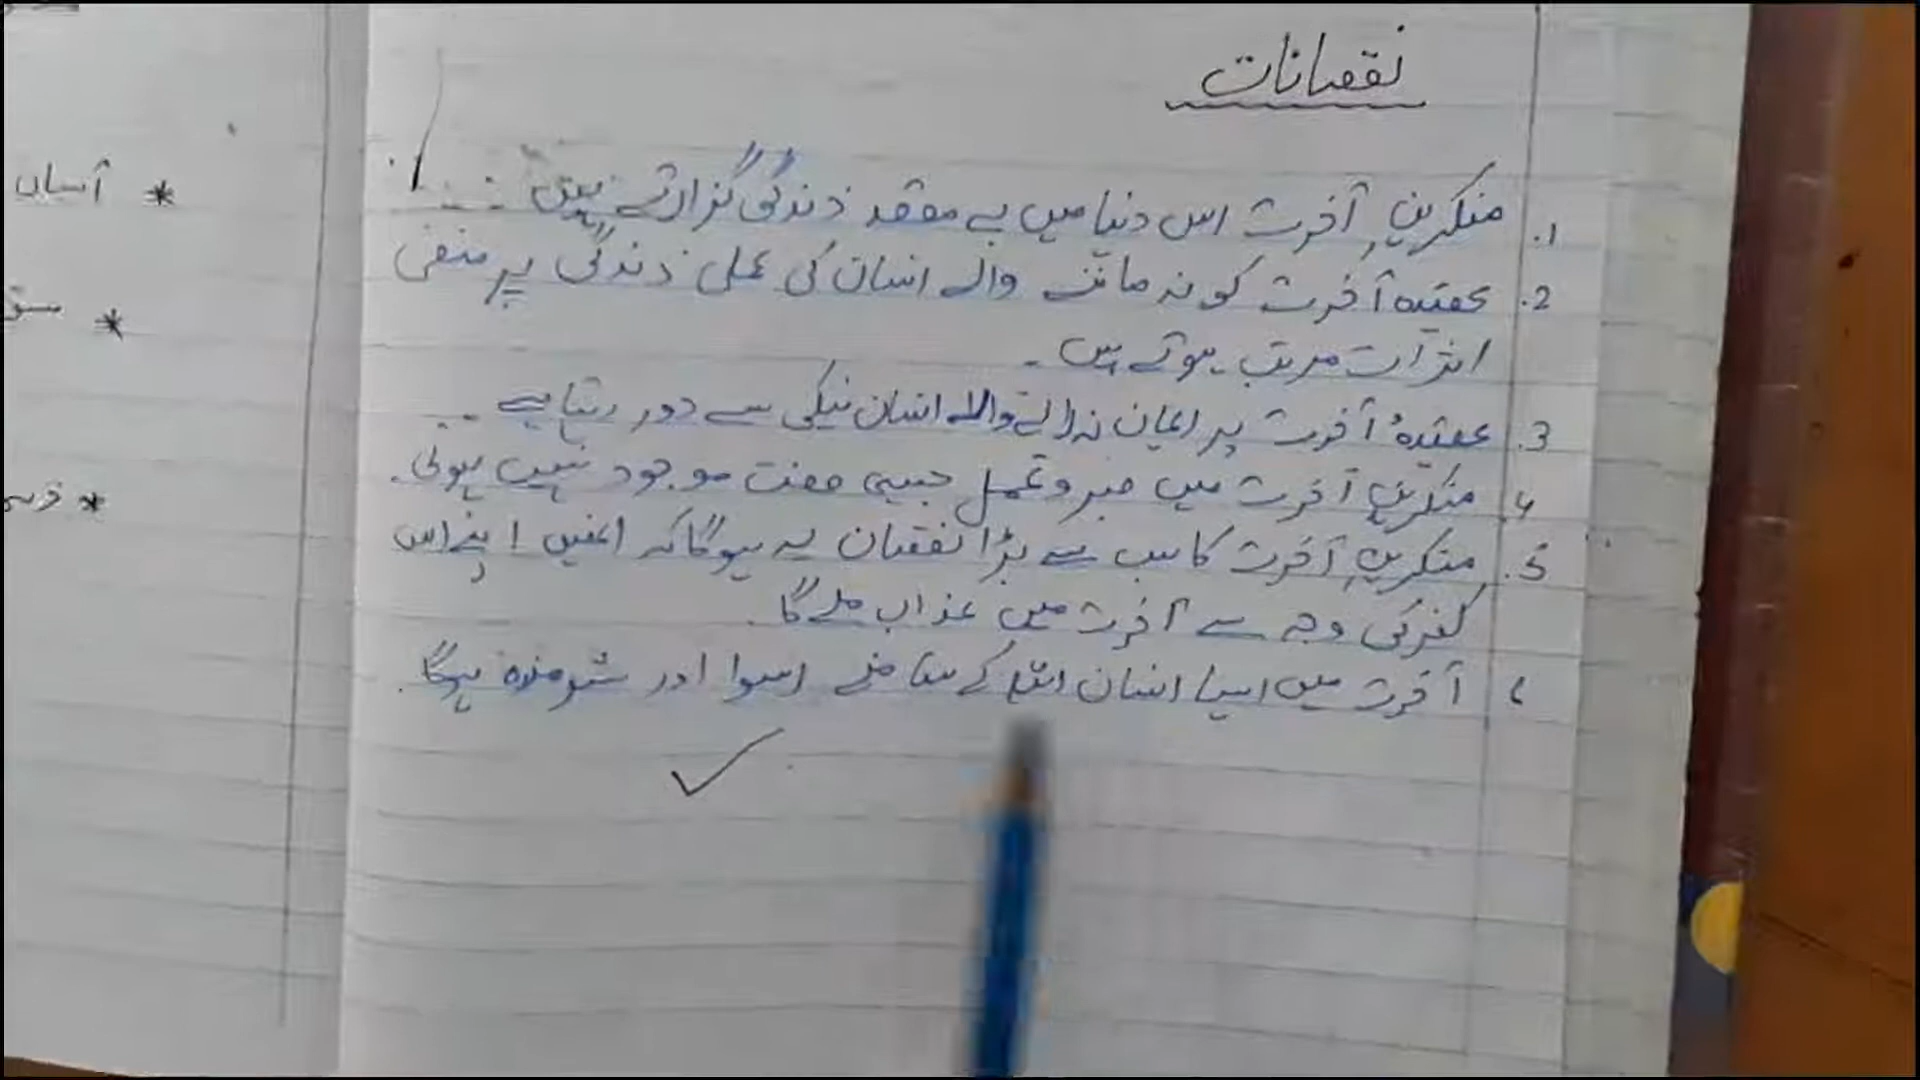 نقصانات
1. منکرینِ آخرت اس دنیا میں بے مقصد زندگی گزارتے ہیں
2. عقیدہ آخرت کو نہ ماننے والے انسان کی عملی زندگی پر منفی
اثرات مرتب ہوتے ہیں۔
3. عقیدۂ آخرت پر ایمان نہ لانے والا انسان نیکی سے دور رہتا ہے۔
4. منکرینِ آخرت میں صبر و تحمل جیسی صفت موجود نہیں ہوتی۔
5. منکرینِ آخرت کا سب سے بڑا نقصان یہ ہوگا کہ انھیں اپنے اس
کفر کی وجہ سے آخرت میں عذاب ملے گا۔
آخرت میں ایسا انسان اللہ کے سامنے رسوا اور شرمندہ ہوگا۔
* آسان
*
*